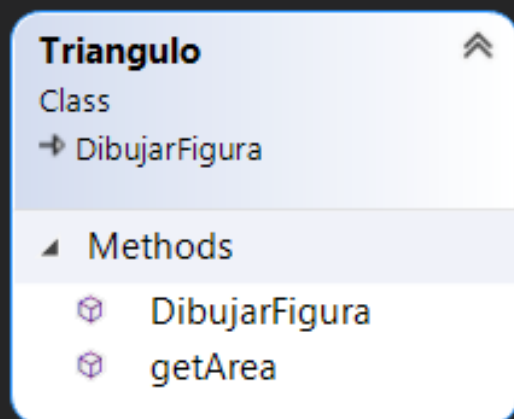 Triangulo
Class
DibujarFigura
Methods
DibujarFigura
getArea